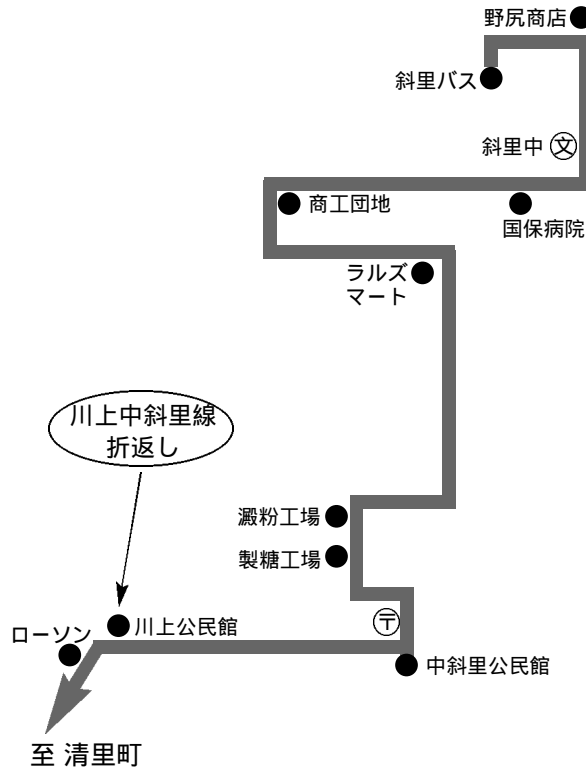 野尻商店
斜里バス
斜里中 文
商工団地
国保病院
ラルズ
マート
川上中斜里線
折返し
澱粉工場
製糖工場
〒
川上公民館
ローソン
中斜里公民館
至 清里町